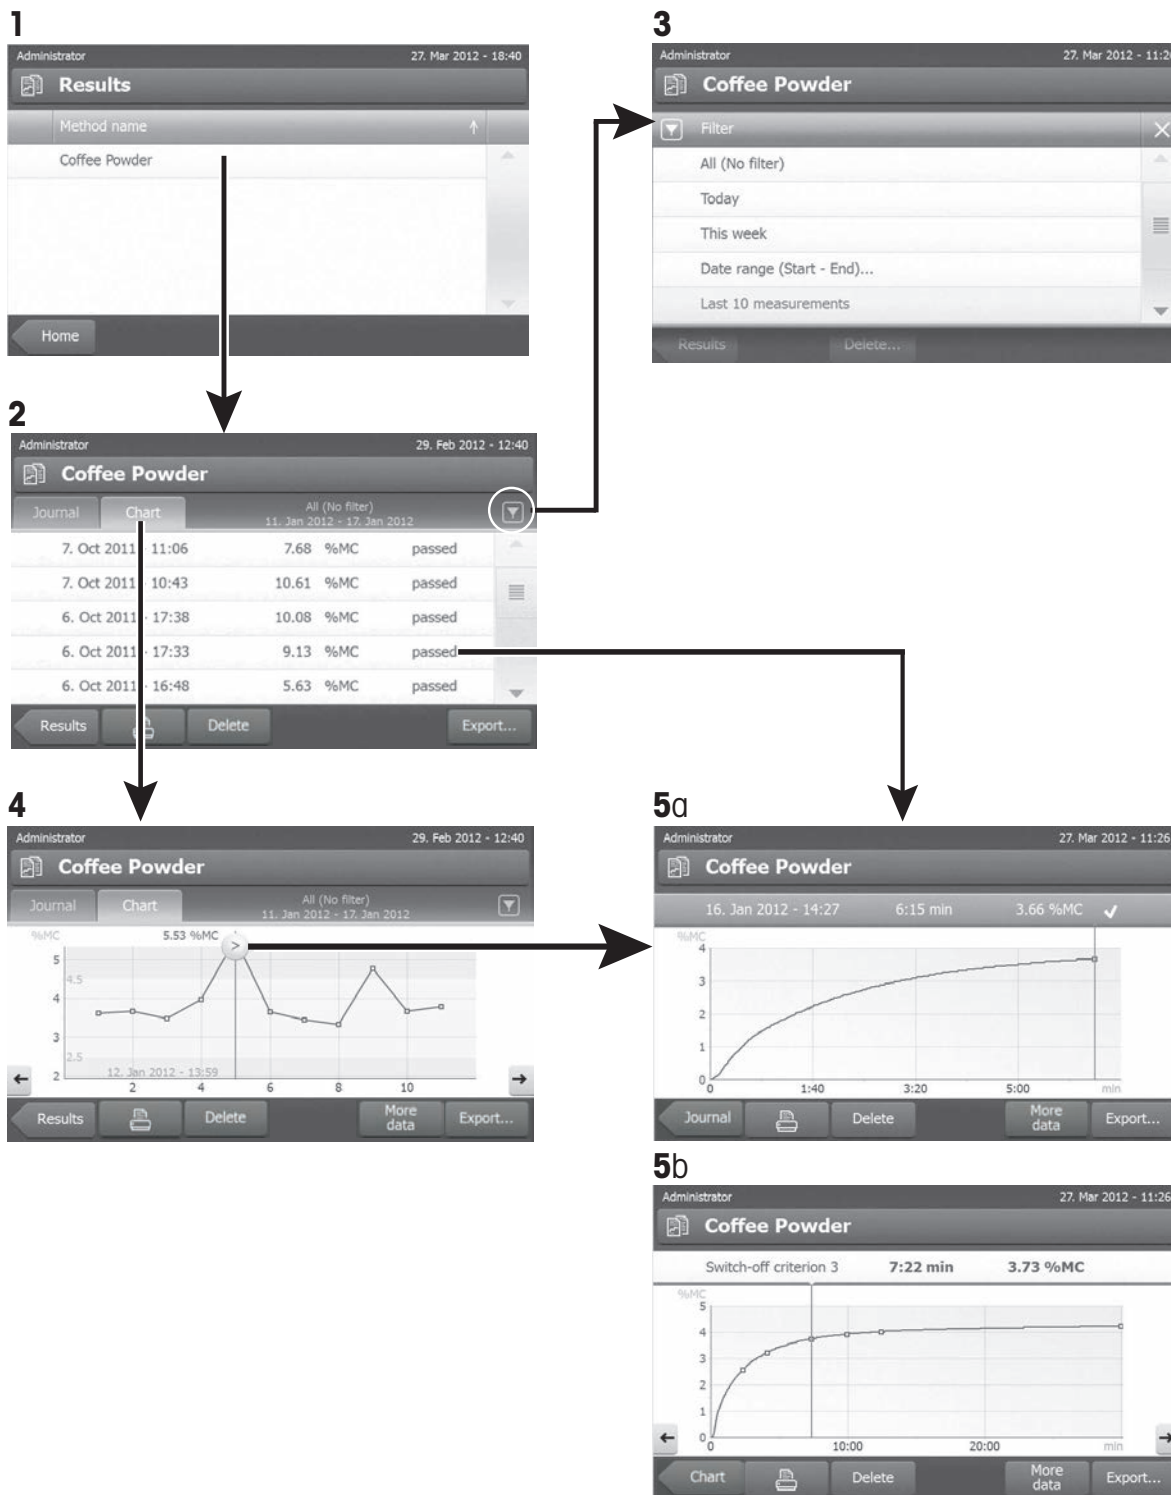 1
Administrator 27. Mar 2012 - 18:40
Results
Method name
Coffee Powder
Home
3
Administrator 27. Mar 2012 - 11:26
Coffee Powder
Filter
All (No filter)
Today
This week
Date range (Start - End)...
Last 10 measurements
Results Delete...
2
Administrator 29. Feb 2012 - 12:40
Coffee Powder
Journal Chart All (No filter)
11. Jan 2012 - 17. Jan 2012
7. Oct 2011 - 11:06 7.68 %MC passed
7. Oct 2011 - 10:43 10.61 %MC passed
6. Oct 2011 - 17:38 10.08 %MC passed
6. Oct 2011 - 17:33 9.13 %MC passed
6. Oct 2011 - 16:48 5.63 %MC passed
Results Delete Export...
4
Administrator 29. Feb 2012 - 12:40
Coffee Powder
Journal Chart All (No filter)
11. Jan 2012 - 17. Jan 2012
%MC 5.53 %MC
5
4.5
4
3
2.5
12. Jan 2012 - 13:59
2
2 4 6 8 10
Results Delete More data Export...
5a
Administrator 27. Mar 2012 - 11:26
Coffee Powder
16. Jan 2012 - 14:27 6:15 min 3.66 %MC
%MC
4
3
2
1
0
0 1:40 3:20 5:00 min
Journal Delete More data Export...
5b
Administrator 27. Mar 2012 - 11:26
Coffee Powder
Switch-off criterion 3 7:22 min 3.73 %MC
%MC
5
4
3
2
1
0
0 10:00 20:00 min
Chart Delete More data Export...